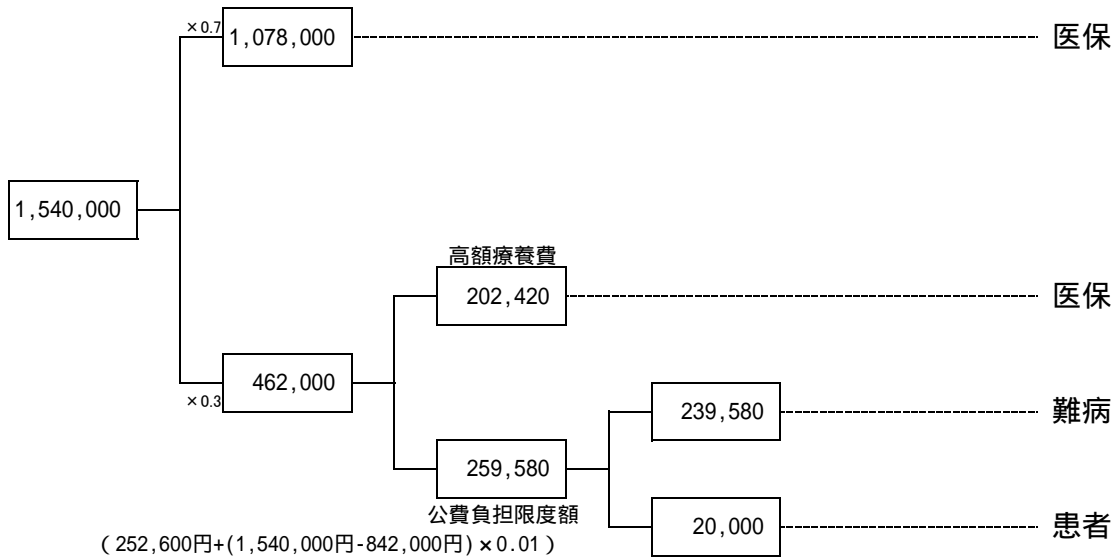 ×0.7
1,078,000
医保
1,540,000
高額療養費
202,420
医保
×0.3
462,000
239,580
難病
259,580
公費負担限度額
20,000
患者
(252,600円+(1,540,000円-842,000円)×0.01)